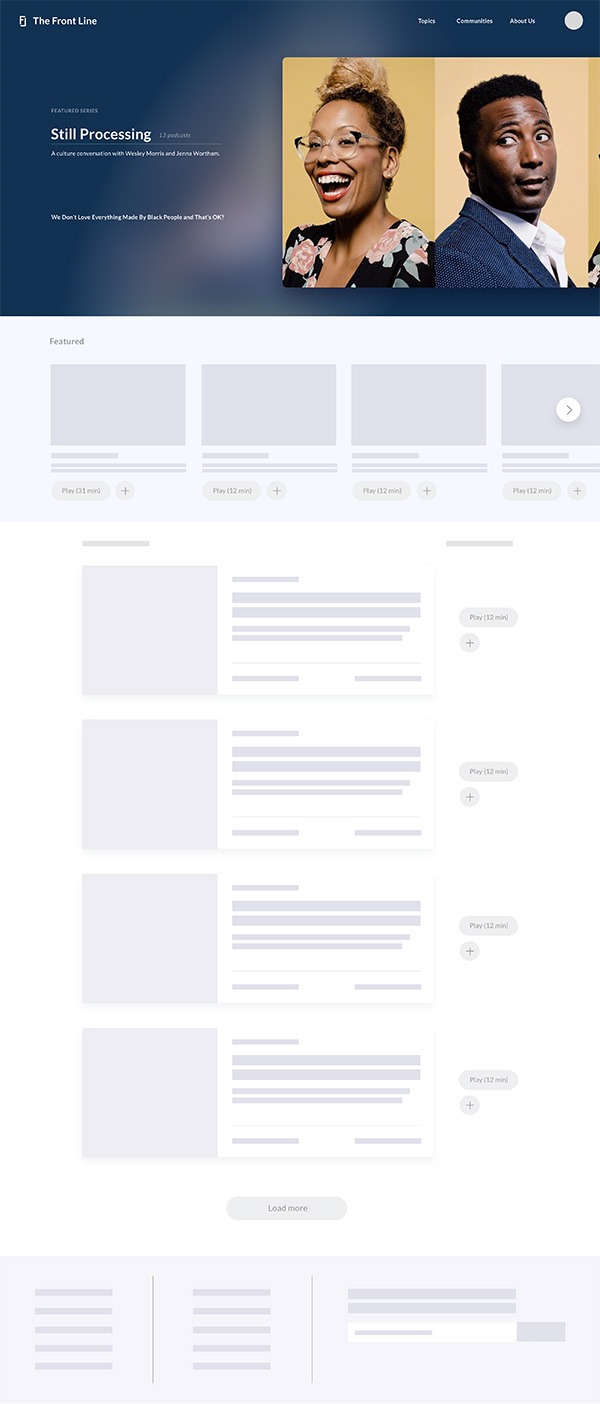 The Front Line
Topics Communities About Us
FEATURED SERIES
Still Processing 13 podcasts
A culture conversation with Wesley Morris and Jenna Wortham.
We Don't Love Everything Made By Black People and That's OK?
Featured
Play (31 min) Play (12 min) Play (12 min) Play (12 min)
Play (12 min)
Play (12 min)
Play (12 min)
Play (12 min)
Load more